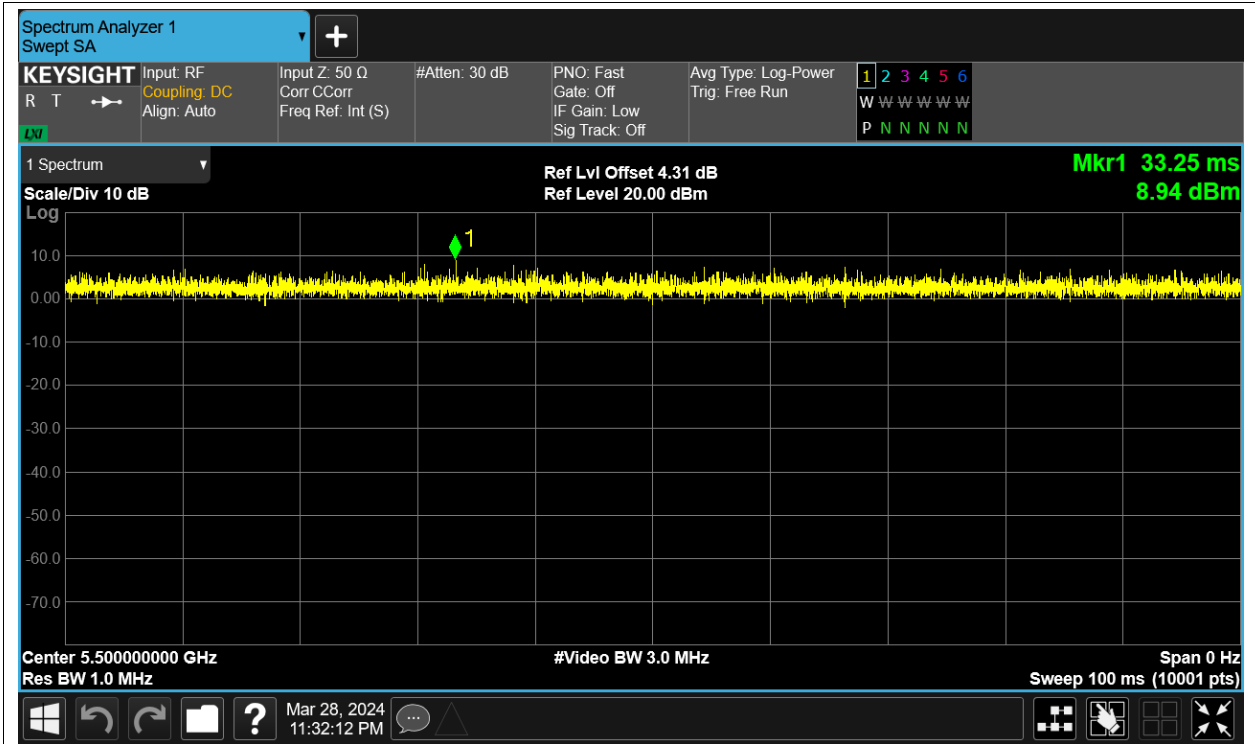 Spectrum Analyzer 1
Swept SA
KEYSIGHT
R T
LXI
Input: RF
Coupling: DC
Align: Auto
Input Z: 50 Ω
Corr CCorr
Freq Ref: Int (S)
#Atten: 30 dB
PNO: Fast
Gate: Off
IF Gain: Low
Sig Track: Off
Avg Type: Log-Power
Trig: Free Run
1 2 3 4 5 6
W W W W W W
P N N N N N
1 Spectrum
Scale/Div 10 dB
Log
Ref Lvl Offset 4.31 dB
Ref Level 20.00 dBm
Mkr1 33.25 ms
8.94 dBm
1
10.0
0.00
-10.0
-20.0
-30.0
-40.0
-50.0
-60.0
-70.0
Center 5.500000000 GHz
Res BW 1.0 MHz
#Video BW 3.0 MHz
Span 0 Hz
Sweep 100 ms (10001 pts)
?
Mar 28, 2024
11:32:12 PM